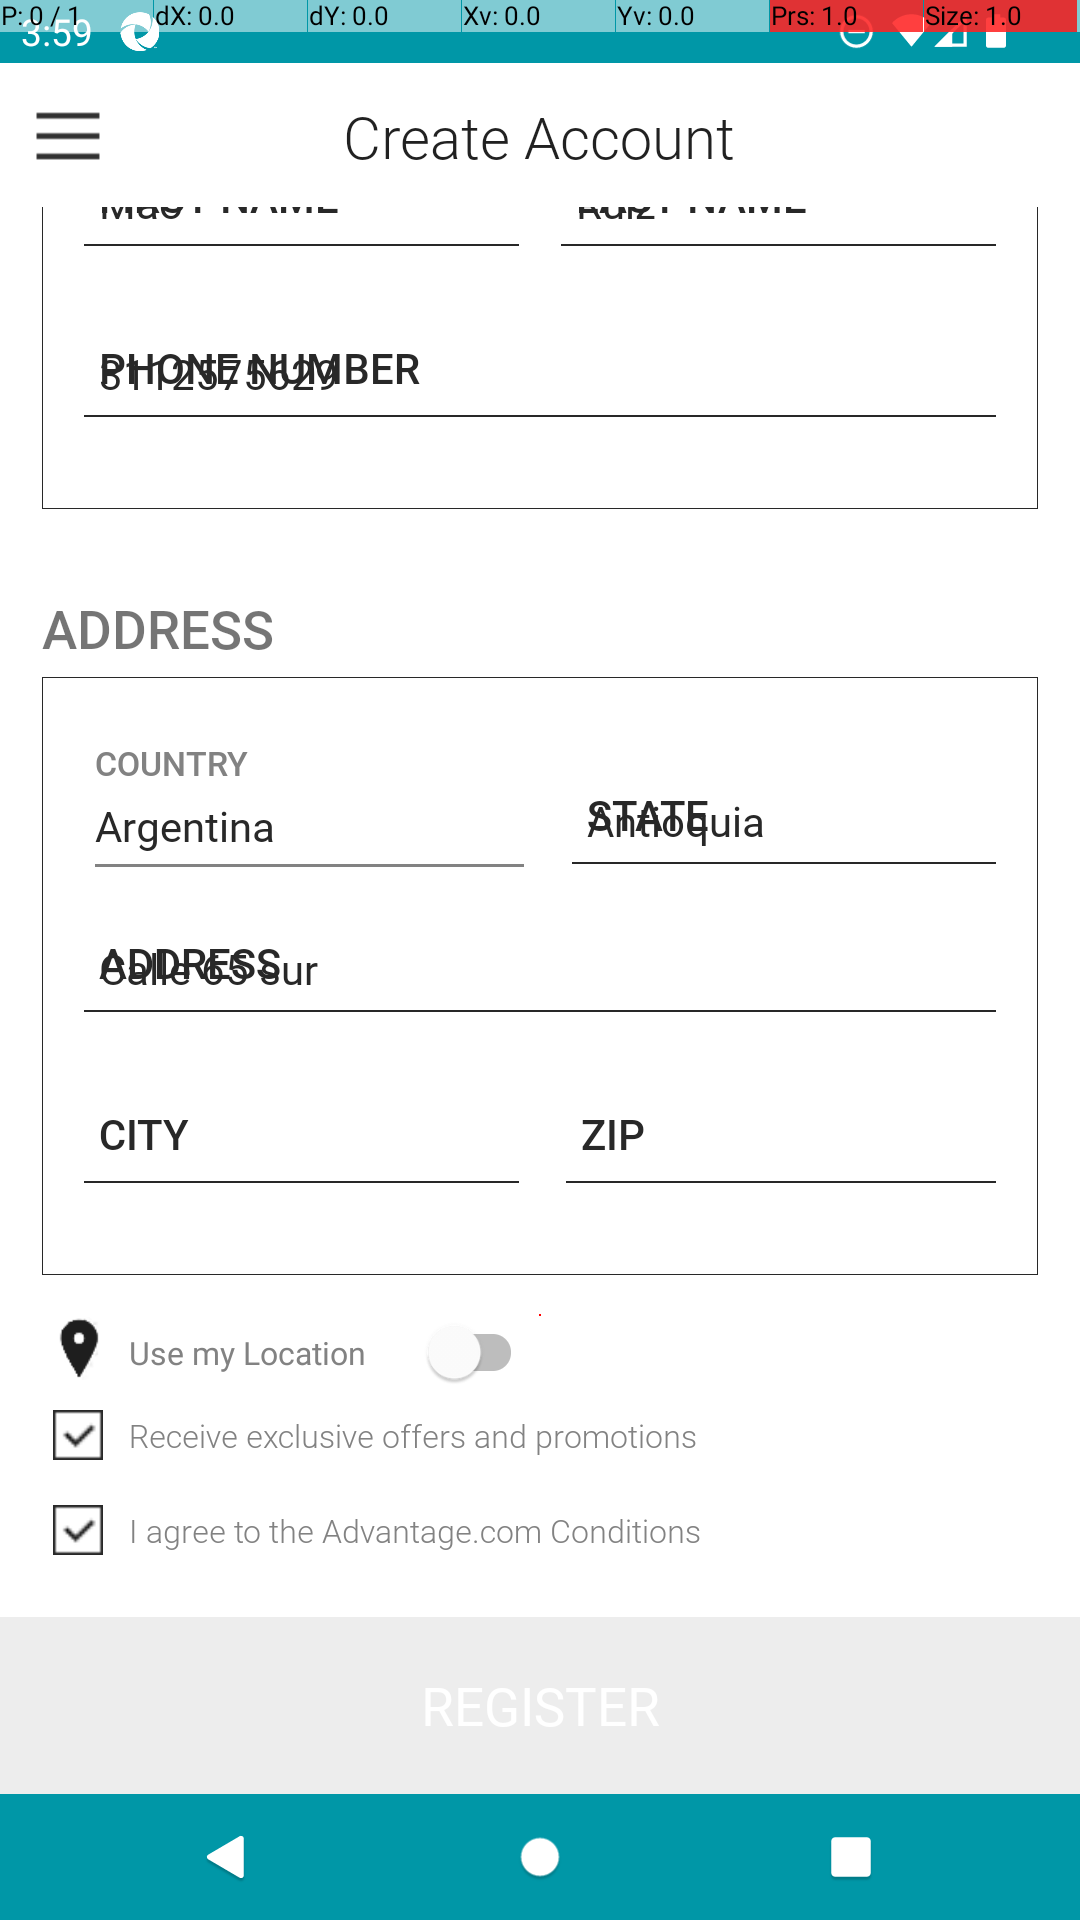 P: 0 / 1 dX: 0.0 dY: 0.0 Xv: 0.0 Yv: 0.0 Prs: 1.0 Size: 1.0
3:59
Create Account
NAME NAME
PHONE NUMBER
3112575629
ADDRESS
COUNTRY
Argentina
STATE
Antioquia
ADDRESS
Calle 65 sur
CITY ZIP
Use my Location
Receive exclusive offers and promotions
I agree to the Advantage.com Conditions
REGISTER